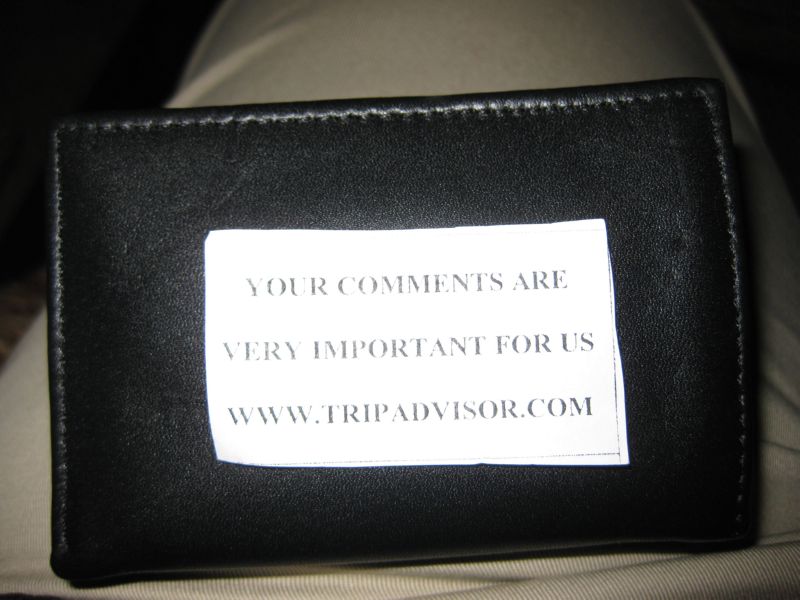 YOUR COMMENTS ARE
VERY IMPORTANT FOR US
WWW.TRIPADVISOR.COM